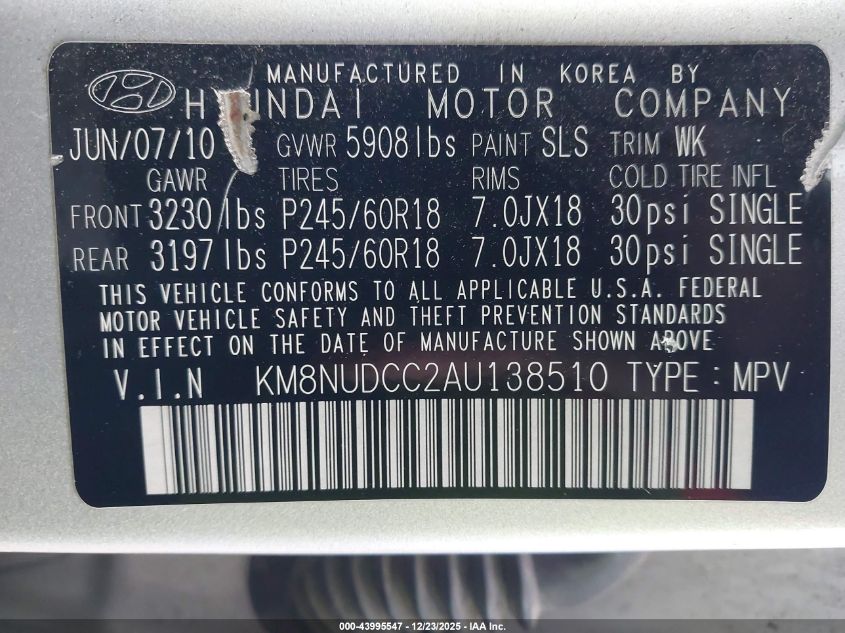 MANUFACTURED IN KOREA BY
HYUNDAI MOTOR COMPANY
JUN/07/10 GVWR 5908lbs PAINT SLS TRIM WK
GAWR TIRES RIMS COLD TIRE INFL
FRONT 3230lbs P245/60R18 7.0JX18 30psi SINGLE
REAR 3197lbs P245/60R18 7.0JX18 30psi SINGLE
THIS VEHICLE CONFORMS TO ALL APPLICABLE U.S.A. FEDERAL
MOTOR VEHICLE SAFETY AND THEFT PREVENTION STANDARDS
IN EFFECT ON THE DATE OF MANUFACTURE SHOWN ABOVE
V.I.N KM8NUDCC2AU138510 TYPE : MPV
000-43995547 - 12/23/2025 - IAA Inc.